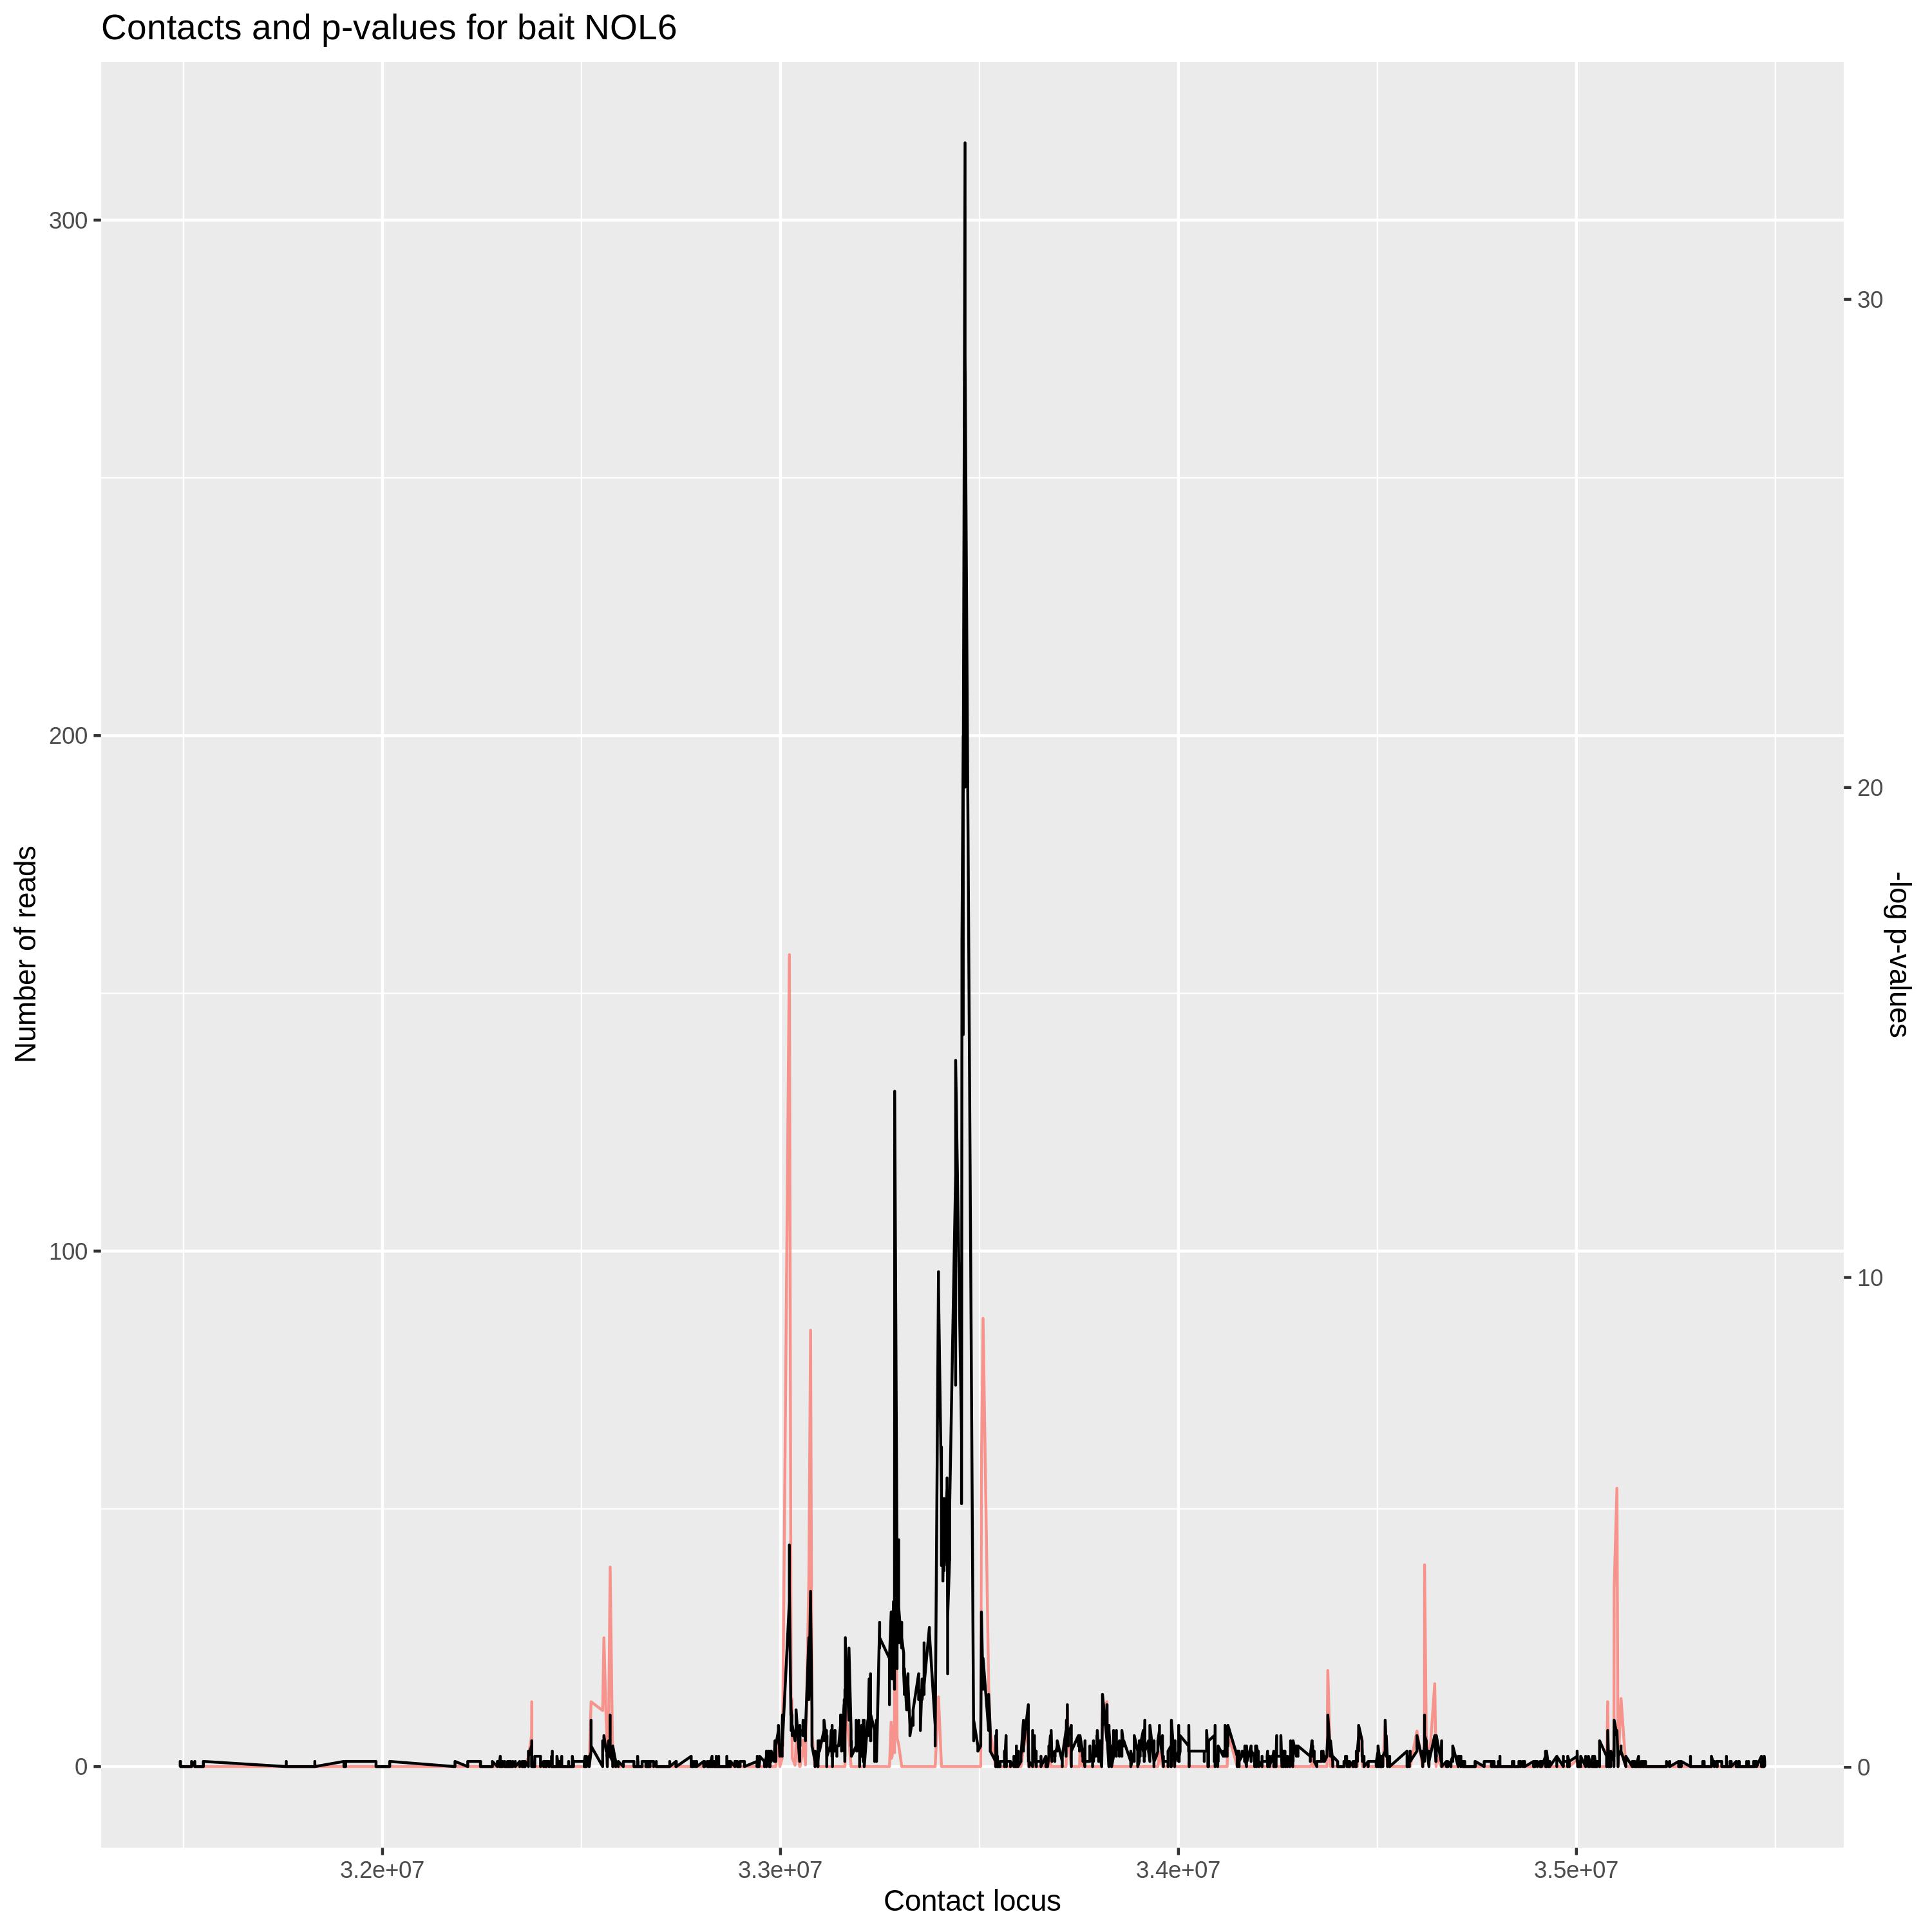 Contacts and p-values for bait NOL6
Number of reads
300
200
100
0
30
20
10
0
-log p-values
3.2e+07 3.3e+07 3.4e+07 3.5e+07
Contact locus